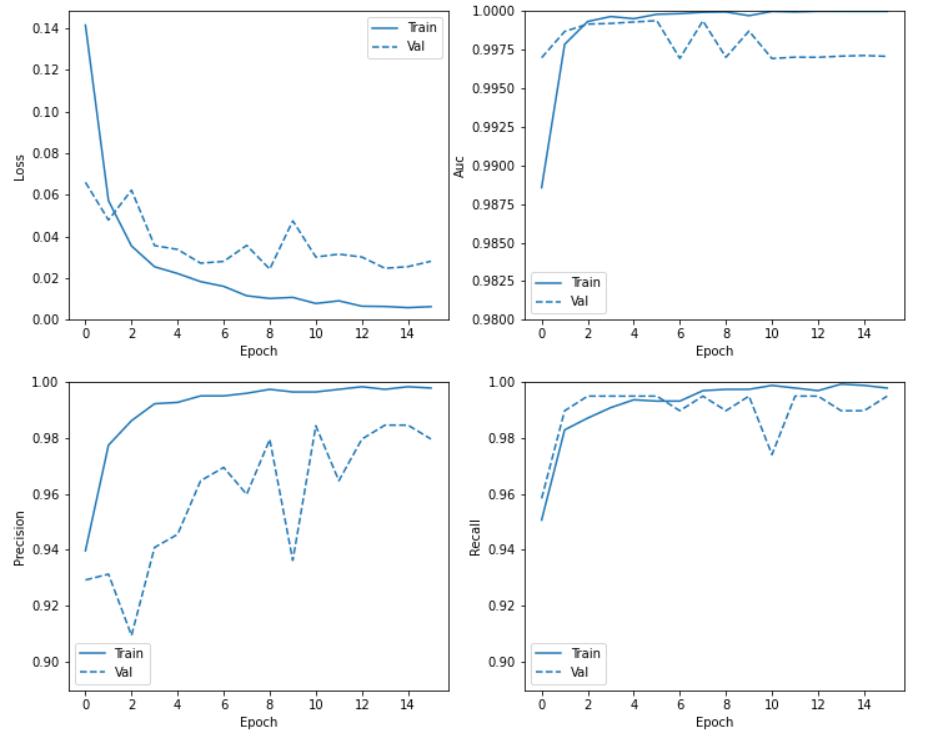 Loss
0.14
0.12
0.10
0.08
0.06
0.04
0.02
0.00
0 2 4 6 8 10 12 14
Epoch
Train
Val
Auc
1.0000
0.9975
0.9950
0.9925
0.9900
0.9875
0.9850
0.9825
0.9800
0 2 4 6 8 10 12 14
Epoch
Train
Val
Precision
1.00
0.98
0.96
0.94
0.92
0.90
0 2 4 6 8 10 12 14
Epoch
Train
Val
Recall
1.00
0.98
0.96
0.94
0.92
0.90
0 2 4 6 8 10 12 14
Epoch
Train
Val